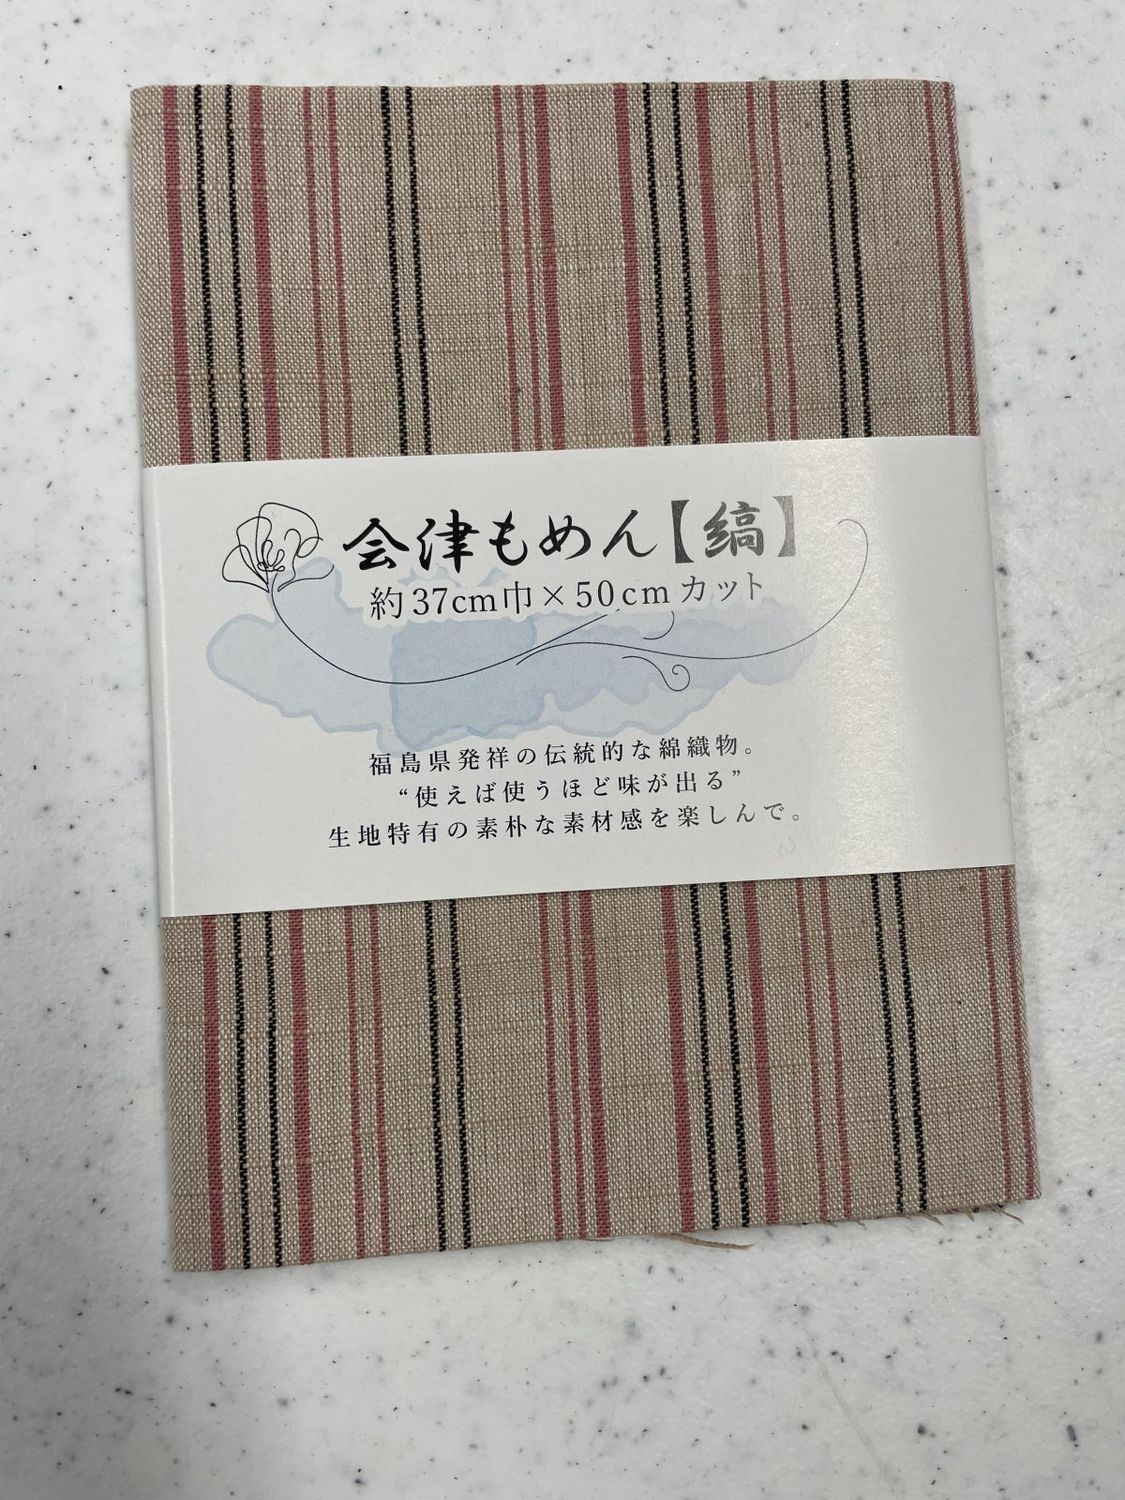 会津もめん【縞】
約37cm巾×50cmカット
福島県発祥の伝統的な綿織物。
“使えば使うほど味が出る”
生地特有の素朴な素材感を楽しんで。